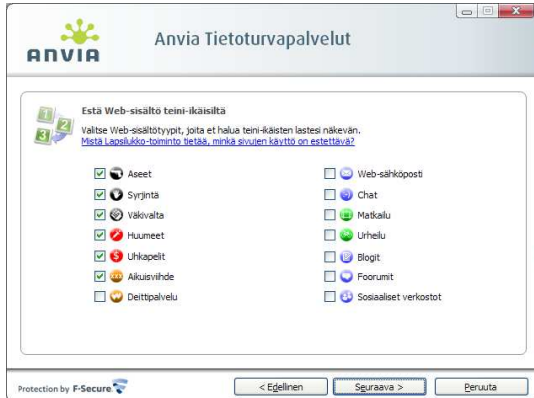 ANVIA
Anvia Tietoturvapalvelut
Estä Web-sisältö teini-ikäisiltä
Valitse Web-sisältötyypit, joita et halua teini-ikäisten lastesi näkevän.
Mistä Lapsilukko-toiminto tietää, minkä sivujen käyttö on estettävä?
Aseet
Syrjintä
Väkivalta
Huumeet
Uhkapelit
Aikuisviihde
Deittipalvelu
Web-sähköposti
Chat
Matkailu
Urheilu
Blogit
Foorumit
Sosiaaliset verkostot
Protection by F-Secure
< Edellinen
Seuraava >
Peruuta